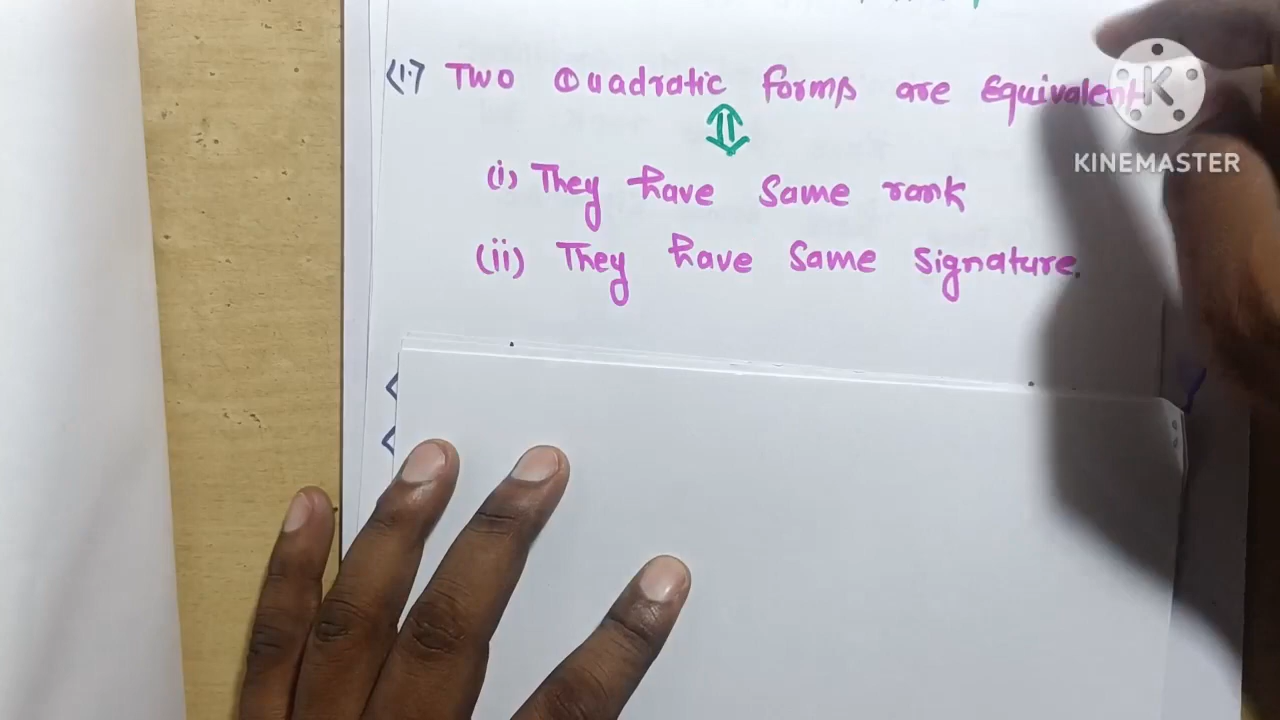 <1.> Two Quadratic forms are Equivalent
⇕
(i) They have same rank
(ii) They have same signature.
KINEMASTER